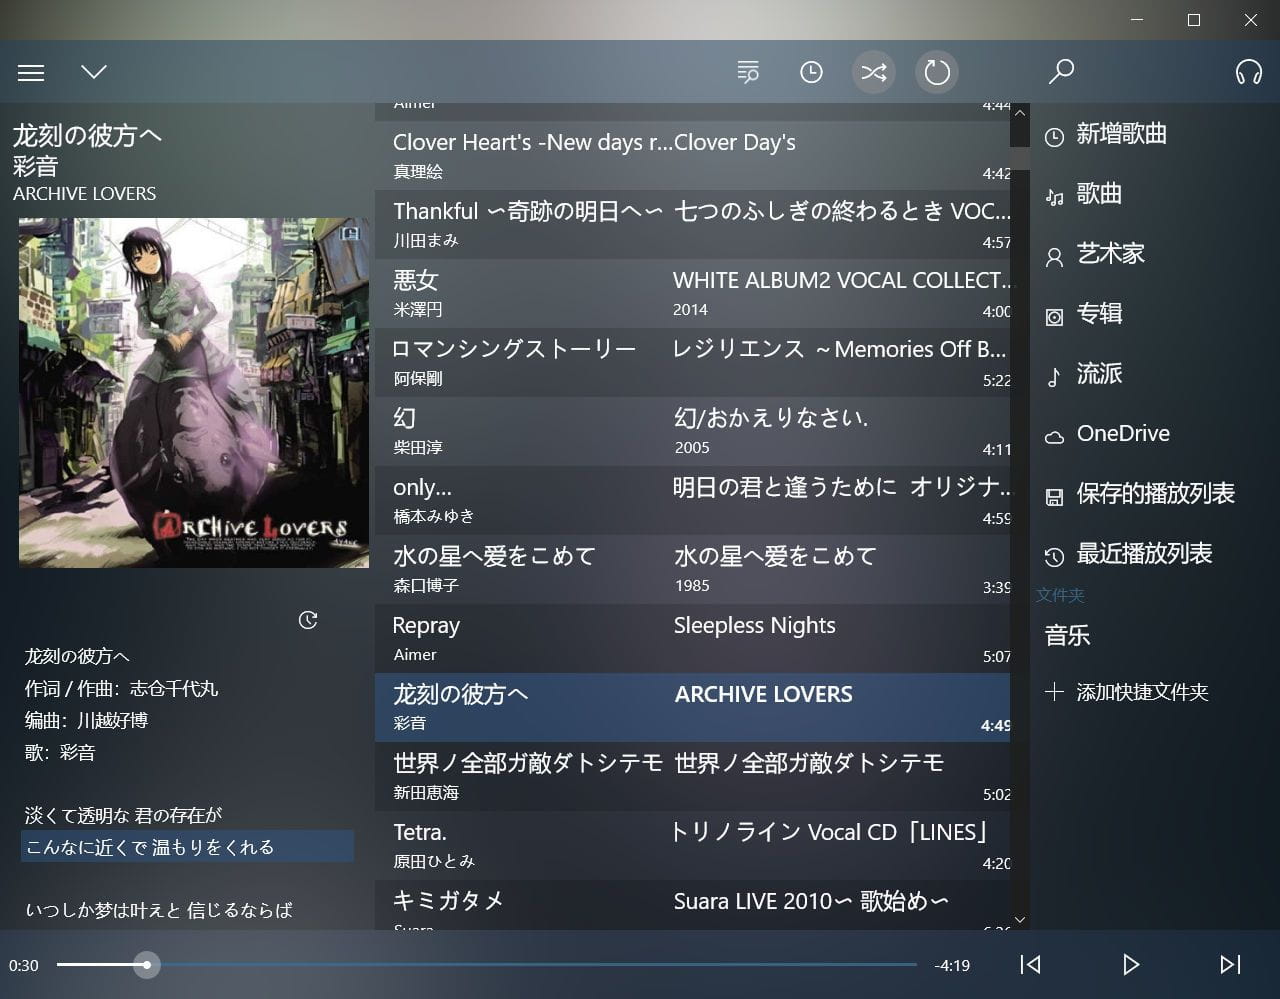 龙刻の彼方へ
彩音
ARCHIVE LOVERS
ARCHIVE LOVERS
AYANE
龙刻の彼方へ
作词 / 作曲：志仓千代丸
编曲：川越好博
歌：彩音
淡くて透明な 君の存在が
こんなに近くで 温もりをくれる
いつしか梦は叶えと 信じるならば
Aimer
4:44
Clover Heart's -New days r...Clover Day's
真理絵
4:42
Thankful 〜奇跡の明日へ〜 七つのふしぎの終わるとき VOC...
川田まみ
4:57
悪女 WHITE ALBUM2 VOCAL COLLECT...
米澤円 2014
4:00
ロマンシングストーリー レジリエンス ～Memories Off B...
阿保剛
5:22
幻 幻/おかえりなさい.
柴田淳 2005
4:11
only... 明日の君と逢うために オリジナ...
橋本みゆき
4:59
水の星へ爱をこめて 水の星へ爱をこめて
森口博子 1985
3:39
Repray Sleepless Nights
Aimer
5:07
龙刻の彼方へ ARCHIVE LOVERS
彩音
4:49
世界ノ全部ガ敵ダトシテモ 世界ノ全部ガ敵ダトシテモ
新田恵海
5:02
Tetra. トリノライン Vocal CD「LINES」
原田ひとみ
4:20
キミガタメ Suara LIVE 2010〜 歌始め〜
Suara
6:26
新增歌曲
歌曲
艺术家
专辑
流派
OneDrive
保存的播放列表
最近播放列表
文件夹
音乐
添加快捷文件夹
0:30
-4:19